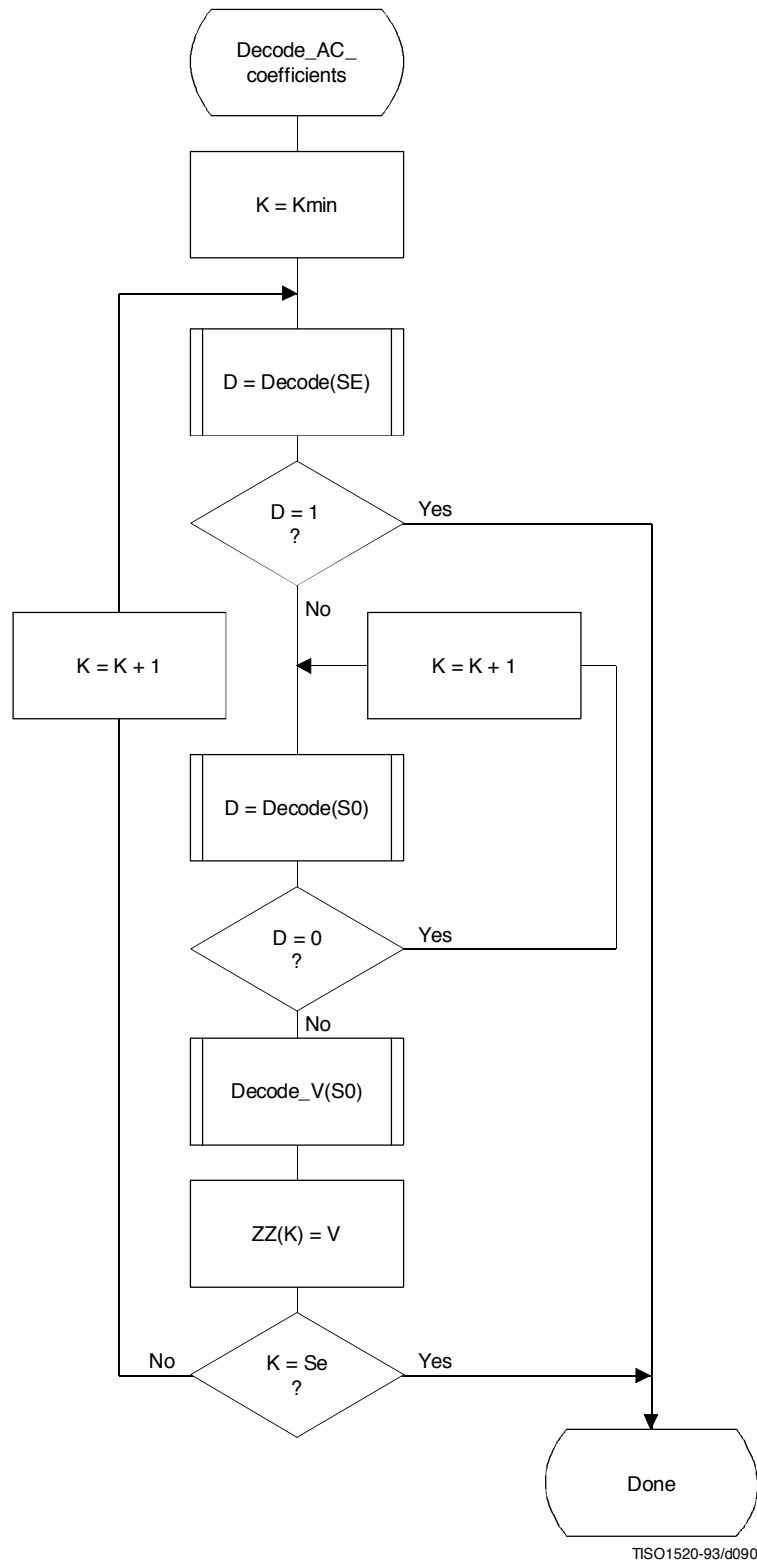 Decode_AC_
coefficients
K = Kmin
D = Decode(SE)
D = 1
?
Yes
No
K = K + 1
K = K + 1
D = Decode(S0)
D = 0
?
Yes
No
Decode_V(S0)
ZZ(K) = V
No
K = Se
?
Yes
Done
TISO1520-93/d090